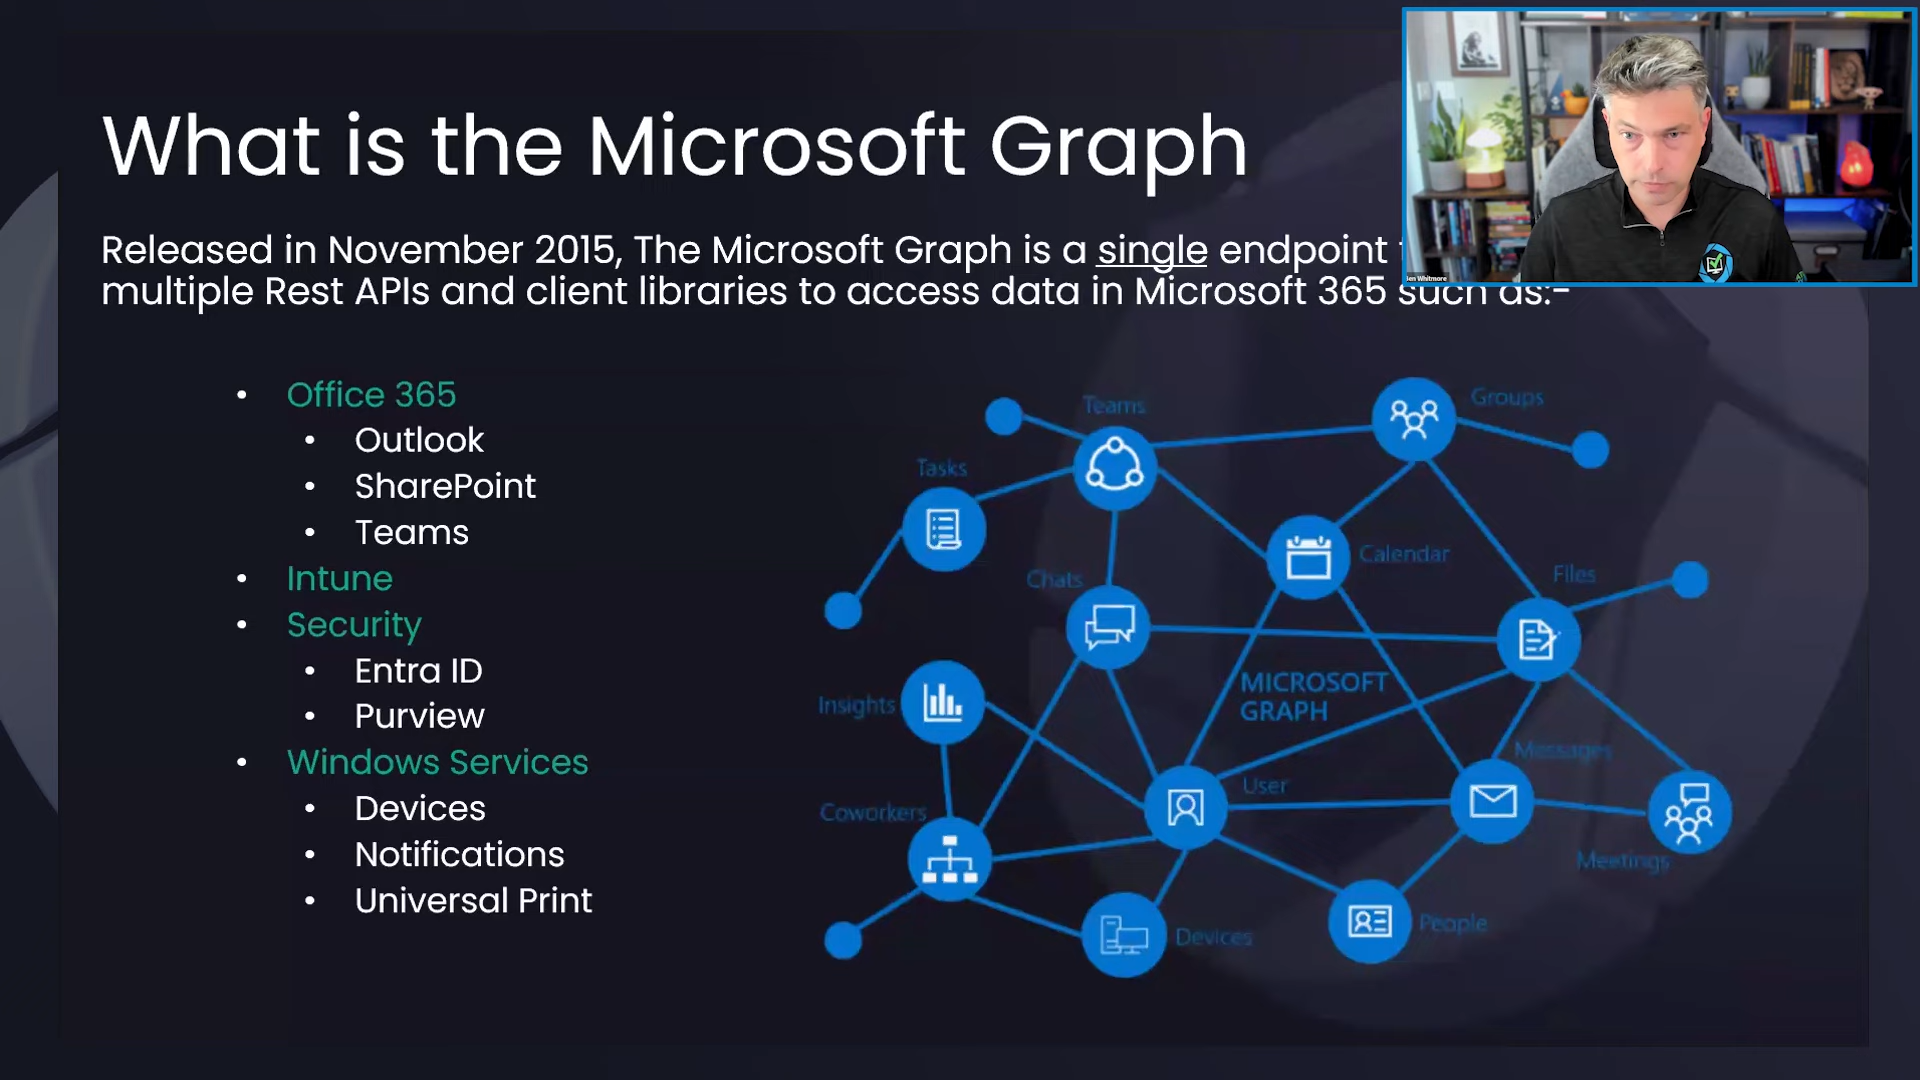 What is the Microsoft Graph
Released in November 2015, The Microsoft Graph is a single endpoint
multiple Rest APIs and client libraries to access data in Microsoft 365 such as:-
• Office 365
• Outlook
• SharePoint
• Teams
• Intune
• Security
• Entra ID
• Purview
• Windows Services
• Devices
• Notifications
• Universal Print
Teams
Groups
Tasks
Calendar
Chats
Files
Insights
MICROSOFT
GRAPH
Messages
User
Coworkers
Meetings
People
Devices
Whitmore